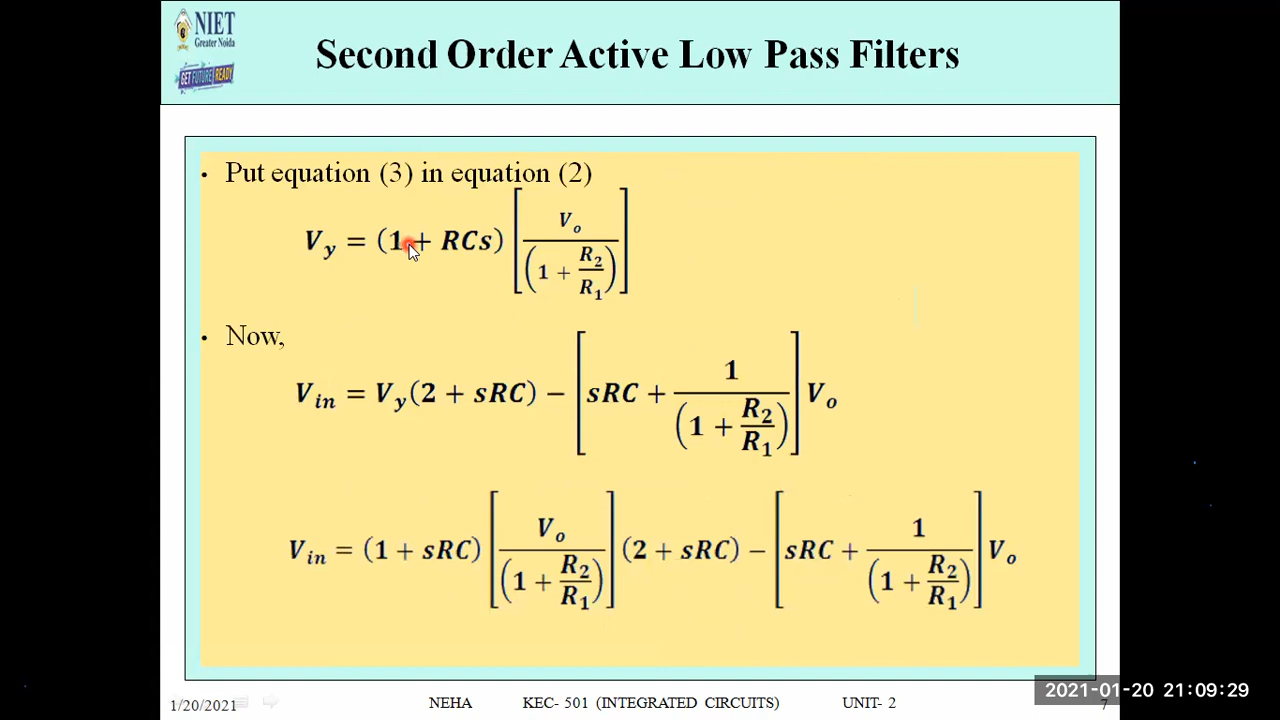 NIET
Greater Noida
GET FUTURE READY
Second Order Active Low Pass Filters
• Put equation (3) in equation (2)
V_y = (1 + RCs) [V_o / (1 + R_2/R_1)]
• Now,
V_in = V_y(2 + sRC) − [sRC + 1 / (1 + R_2/R_1)] V_o
V_in = (1 + sRC) [V_o / (1 + R_2/R_1)] (2 + sRC) − [sRC + 1 / (1 + R_2/R_1)] V_o
1/20/2021 NEHA KEC- 501 (INTEGRATED CIRCUITS) UNIT- 2 7
2021-01-20 21:09:29